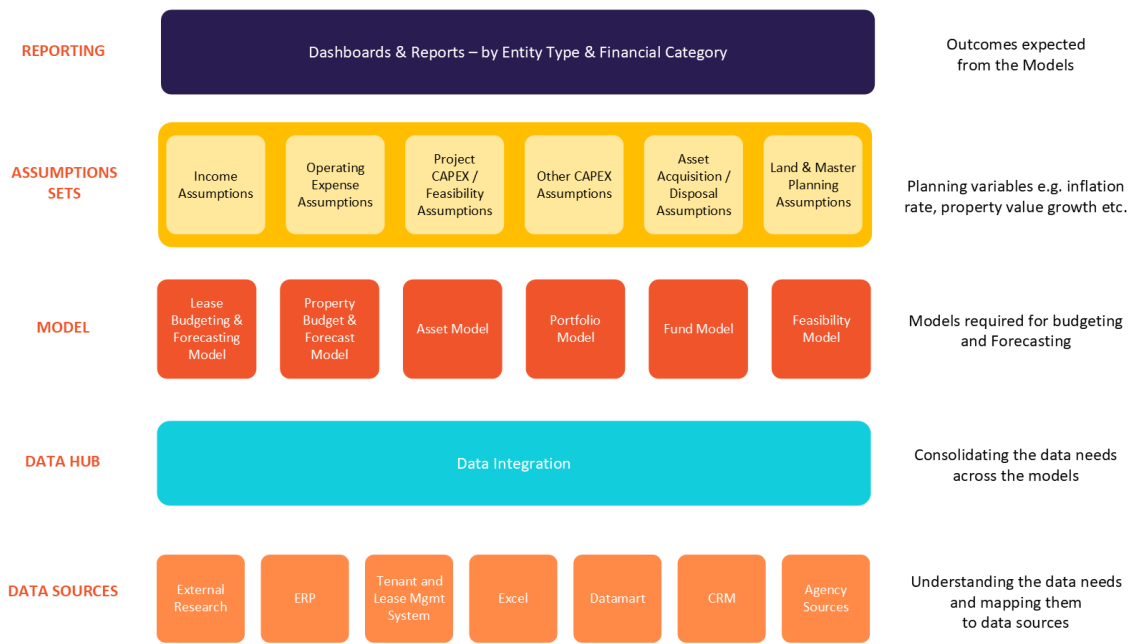 REPORTING
Dashboards & Reports – by Entity Type & Financial Category
Outcomes expected
from the Models
ASSUMPTIONS
SETS
Income
Assumptions
Operating
Expense
Assumptions
Project
CAPEX /
Feasibility
Assumptions
Other CAPEX
Assumptions
Asset
Acquisition /
Disposal
Assumptions
Land & Master
Planning
Assumptions
Planning variables e.g. inflation
rate, property value growth etc.
MODEL
Lease
Budgeting &
Forecasting
Model
Property
Budget &
Forecast
Model
Asset Model
Portfolio
Model
Fund Model
Feasibility
Model
Models required for budgeting
and Forecasting
DATA HUB
Data Integration
Consolidating the data needs
across the models
DATA SOURCES
External
Research
ERP
Tenant and
Lease Mgmt
System
Excel
Datamart
CRM
Agency
Sources
Understanding the data needs
and mapping them
to data sources